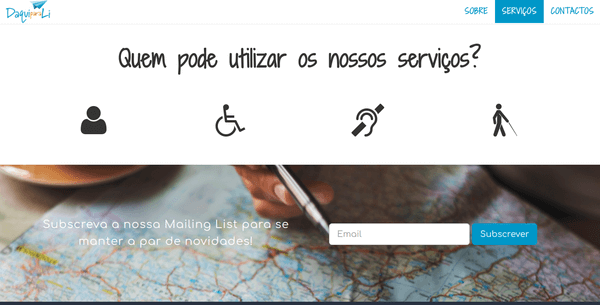 Daqui para Li
SOBRE
SERVIÇOS
CONTACTOS
Quem pode utilizar os nossos serviços?
Subscreva a nossa Mailing List para se
manter a par de novidades!
Email
Subscrever